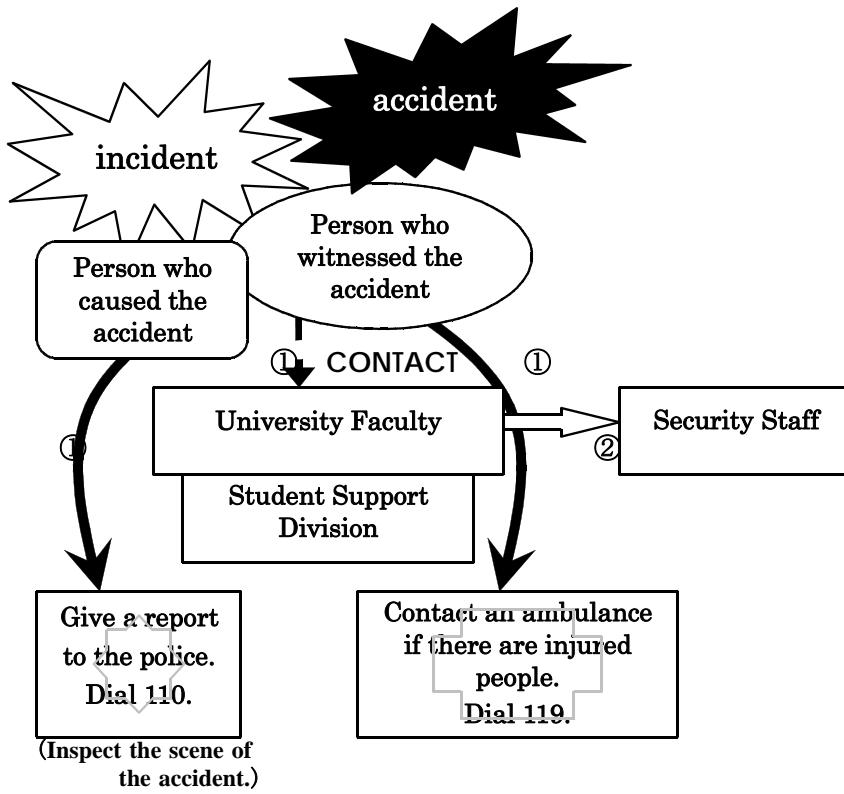 accident
incident
Person who
witnessed the
accident
Person who
caused the
accident
① CONTACT ①
University Faculty
Security Staff
①
②
Student Support
Division
Give a report
to the police.
Dial 110.
Contact an ambulance
if there are injured
people.
Dial 119.
(Inspect the scene of
the accident.)